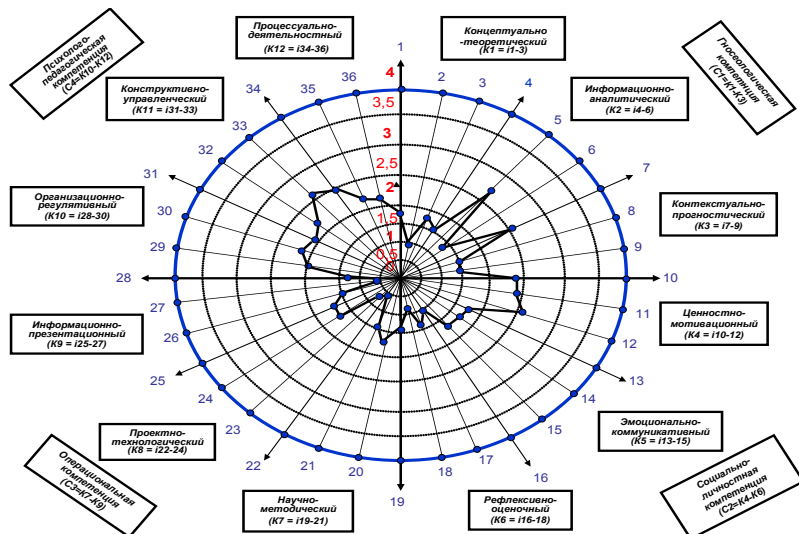 Процессуально-
деятельностный
(К12 = i34-36)
Концептуально
-теоретический
(К1 = i1-3)
Психолого-
педагогическая
компетенция
(С4=К10-К12)
Гносеологическая
компетенция
(С1=К1-К3)
Конструктивно-
управленческий
(К11 = i31-33)
Информационно-
аналитический
(К2 = i4-6)
Организационно-
регулятивный
(К10 = i28-30)
Контекстуально-
прогностический
(К3 = i7-9)
Информационно-
презентационный
(К9 = i25-27)
Ценностно-
мотивационный
(К4 = i10-12)
Проектно-
технологический
(К8 = i22-24)
Эмоционально-
коммуникативный
(К5 = i13-15)
Операциональная
компетенция
(С3=К7-К9)
Научно-
методический
(К7 = i19-21)
Рефлексивно-
оценочный
(К6 = i16-18)
Социально-
личностная
компетенция
(С2=К4-К6)
1
2
3
4
5
6
7
8
9
10
11
12
13
14
15
16
17
18
19
20
21
22
23
24
25
26
27
28
29
30
31
32
33
34
35
36
4
3,5
3
2,5
2
1,5
1
0,5
0